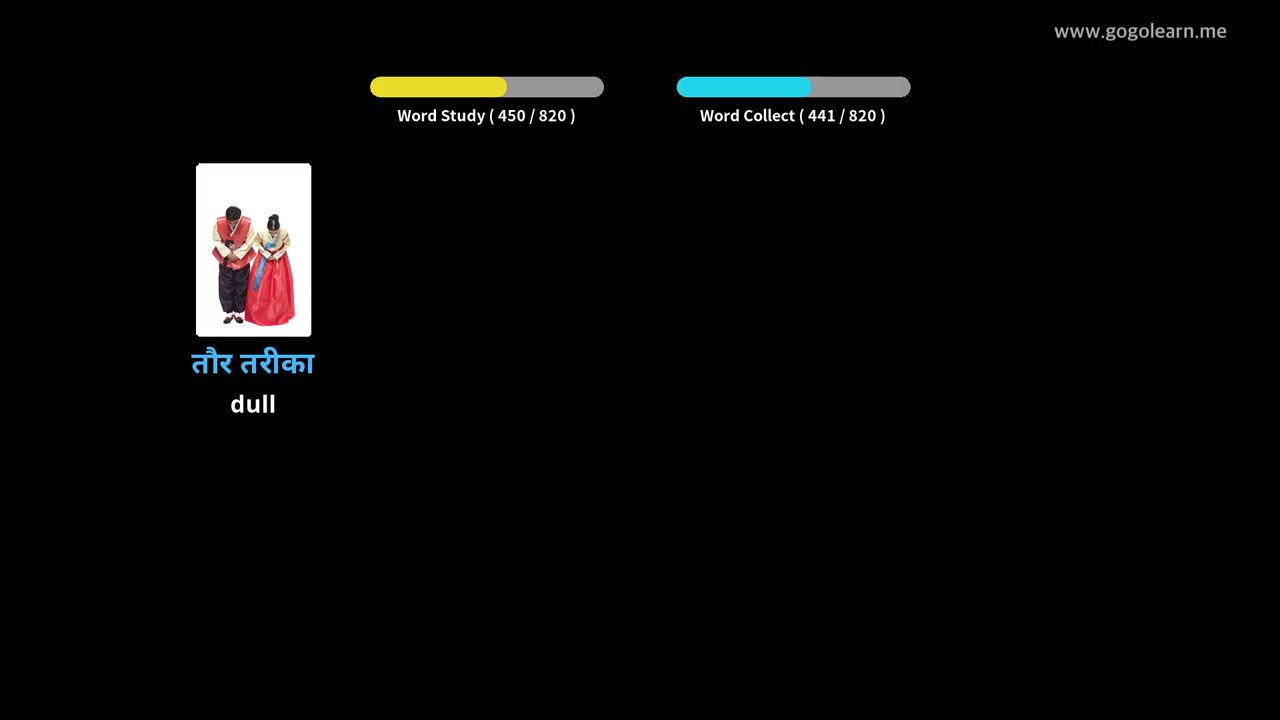 www.gogolearn.me
Word Study ( 450 / 820 )
Word Collect ( 441 / 820 )
तौर तरीका
dull